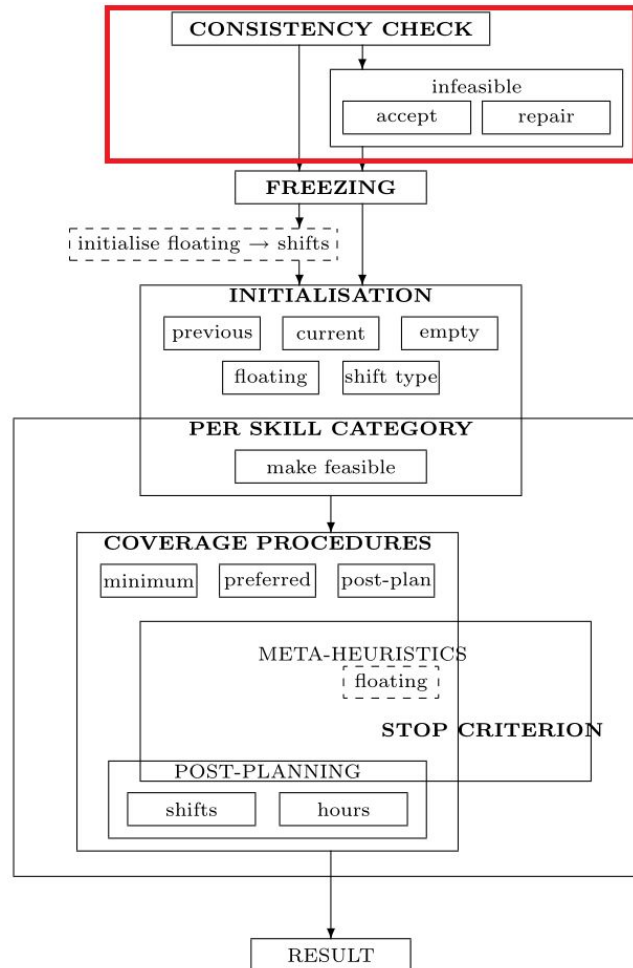 CONSISTENCY CHECK
infeasible
accept repair
FREEZING
initialise floating → shifts
INITIALISATION
previous current empty
floating shift type
PER SKILL CATEGORY
make feasible
COVERAGE PROCEDURES
minimum preferred post-plan
META-HEURISTICS
floating
STOP CRITERION
POST-PLANNING
shifts hours
RESULT